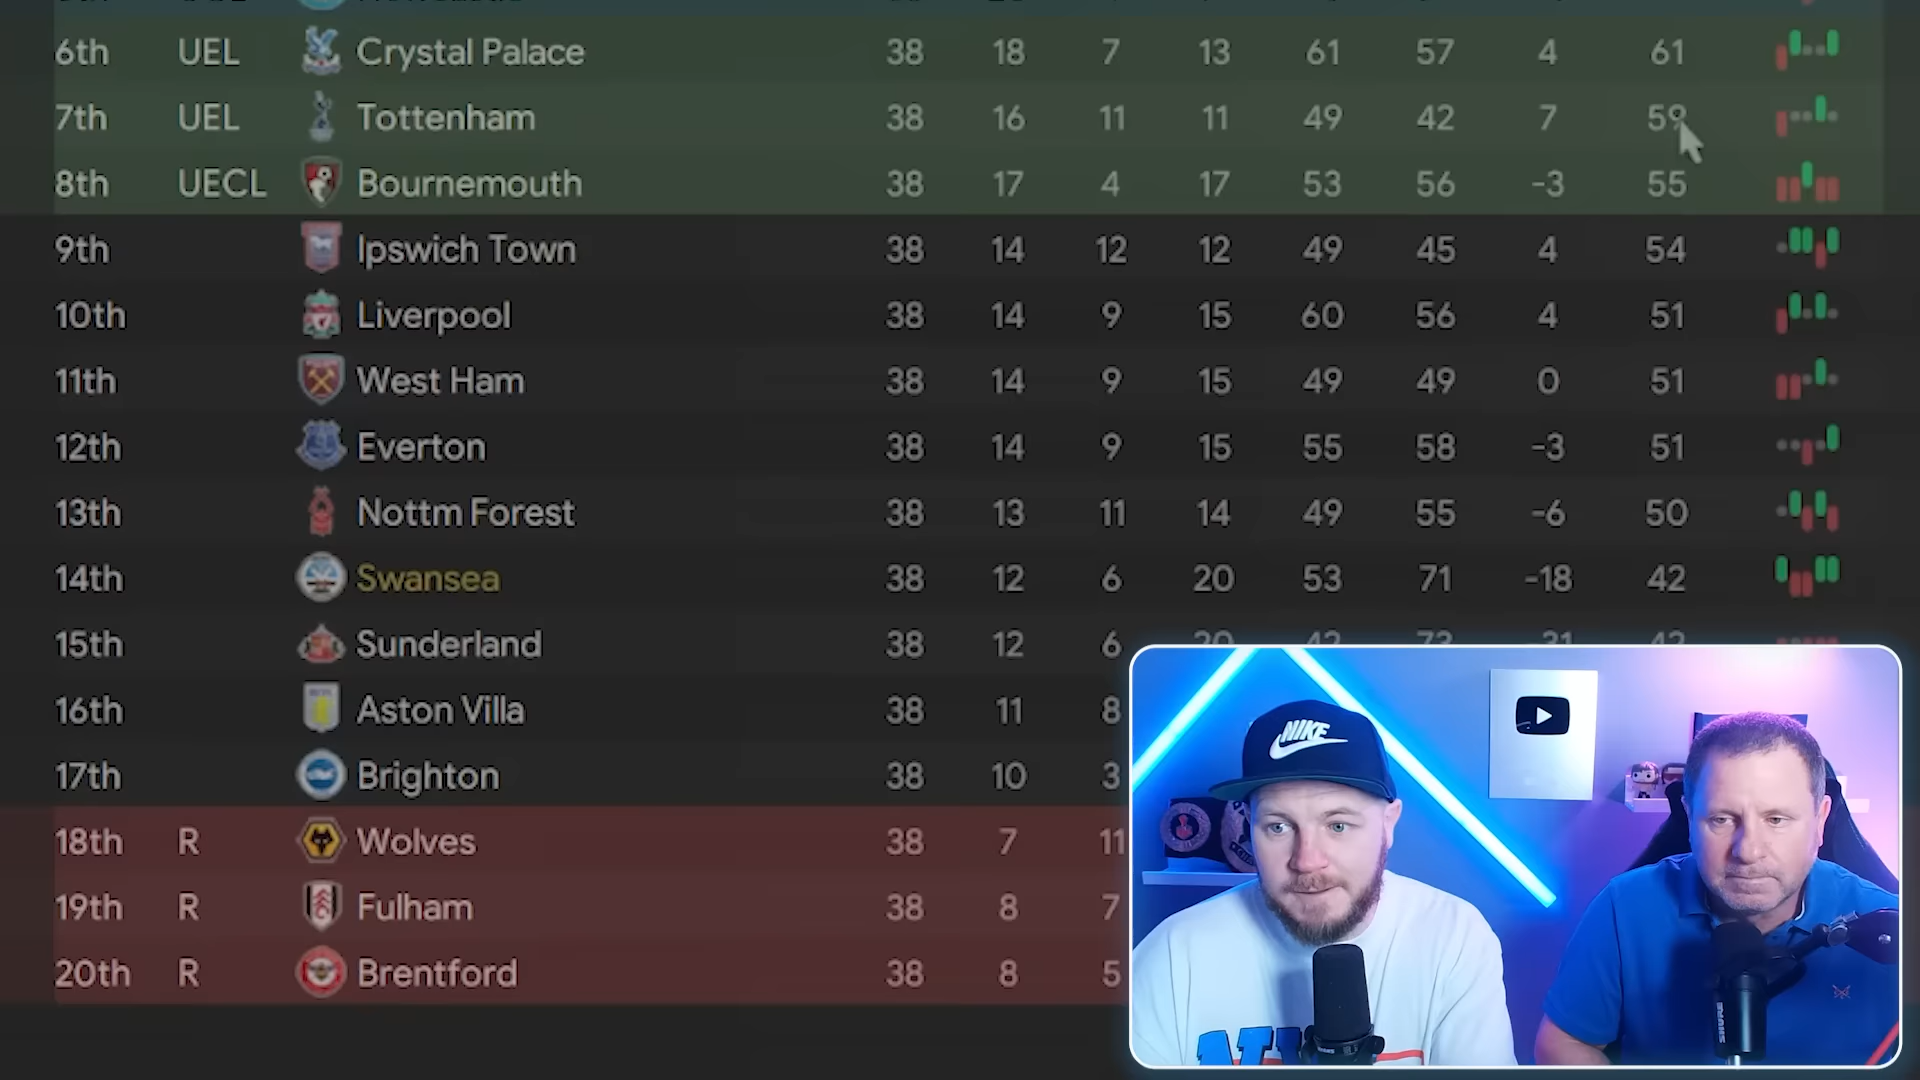 6th UEL Crystal Palace 38 18 7 13 61 57 4 61
7th UEL Tottenham 38 16 11 11 49 42 7 59
8th UECL Bournemouth 38 17 4 17 53 56 -3 55
9th Ipswich Town 38 14 12 12 49 45 4 54
10th Liverpool 38 14 9 15 60 56 4 51
11th West Ham 38 14 9 15 49 49 0 51
12th Everton 38 14 9 15 55 58 -3 51
13th Nottm Forest 38 13 11 14 49 55 -6 50
14th Swansea 38 12 6 20 53 71 -18 42
15th Sunderland 38 12 6 20 42 73 -31 42
16th Aston Villa 38 11 8
17th Brighton 38 10 3
18th R Wolves 38 7 11
19th R Fulham 38 8 7
20th R Brentford 38 8 5
NIKE
SHURE